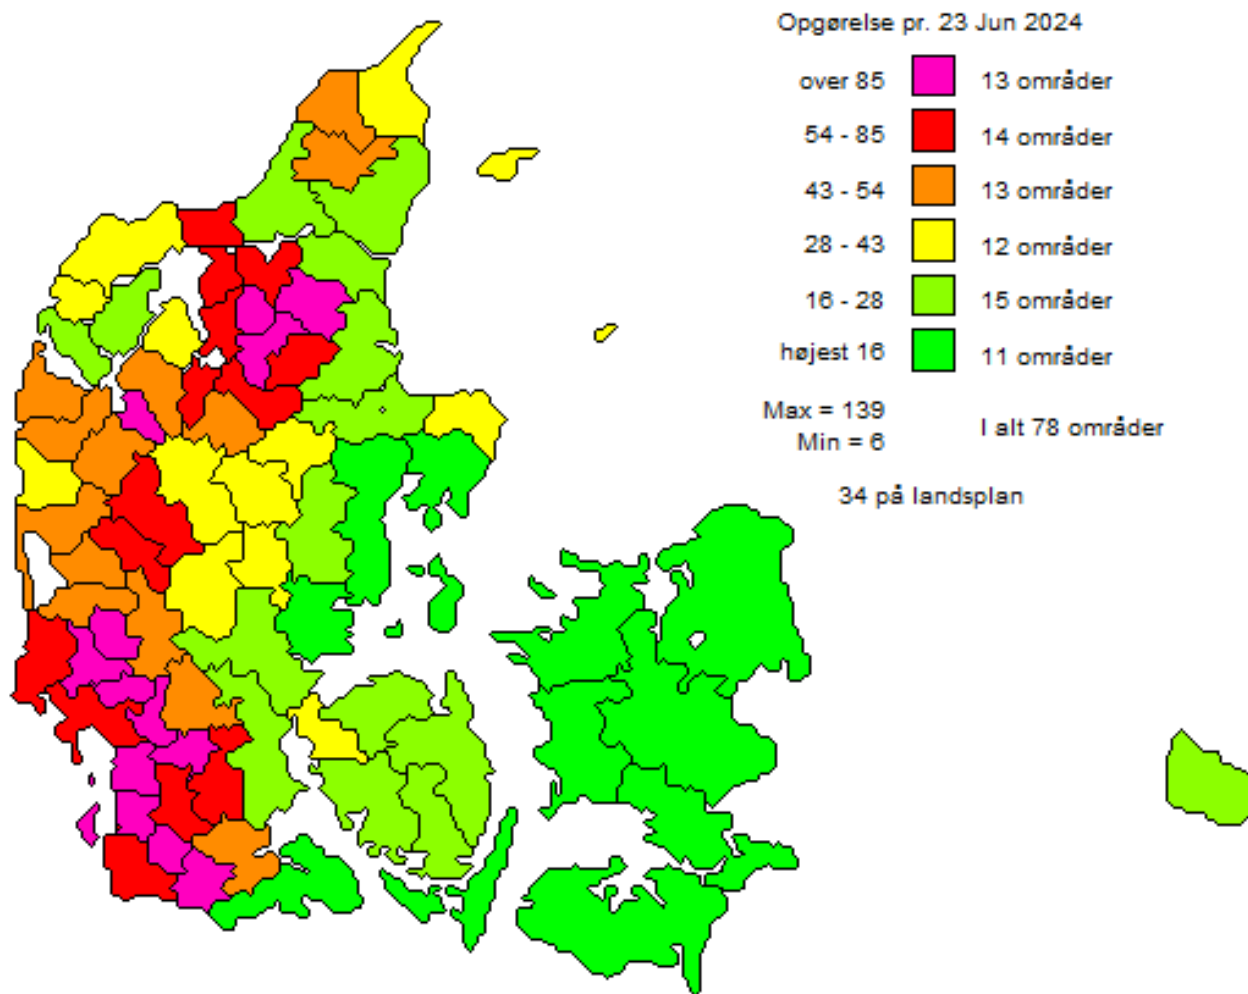 Opgørelse pr. 23 Jun 2024
over 85 13 områder
54 - 85 14 områder
43 - 54 13 områder
28 - 43 12 områder
16 - 28 15 områder
højest 16 11 områder
Max = 139
Min = 6
I alt 78 områder
34 på landsplan